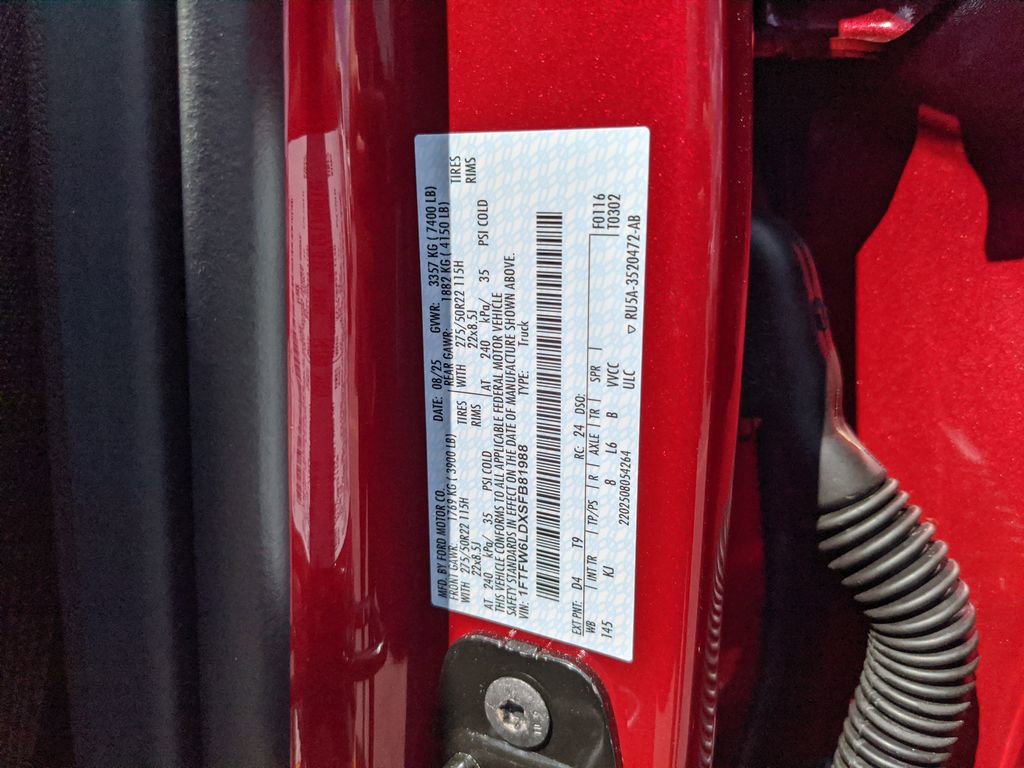 MFD. BY FORD MOTOR CO. DATE: 08/25 GVWR: 3357 KG ( 7400 LB)
FRONT GAWR: 1769 KG ( 3900 LB) REAR GAWR: 1882 KG ( 4150 LB)
WITH 275/50R22 115H TIRES WITH 275/50R22 115H TIRES
22x8.5J RIMS 22x8.5J RIMS
AT 240 kPa/ 35 PSI COLD AT 240 kPa/ 35 PSI COLD
THIS VEHICLE CONFORMS TO ALL APPLICABLE FEDERAL MOTOR VEHICLE
SAFETY STANDARDS IN EFFECT ON THE DATE OF MANUFACTURE SHOWN ABOVE.
VIN: 1FTFW6LDXSFB81988 TYPE: Truck
EXT PNT: D4 T9 RC: 24 DSO: F0116
WB INT TR TP/PS R AXLE TR SPR T0302
145 KJ B L6 B VVCC
2202508054264 ULC ▽ RU5A-3520472-AB